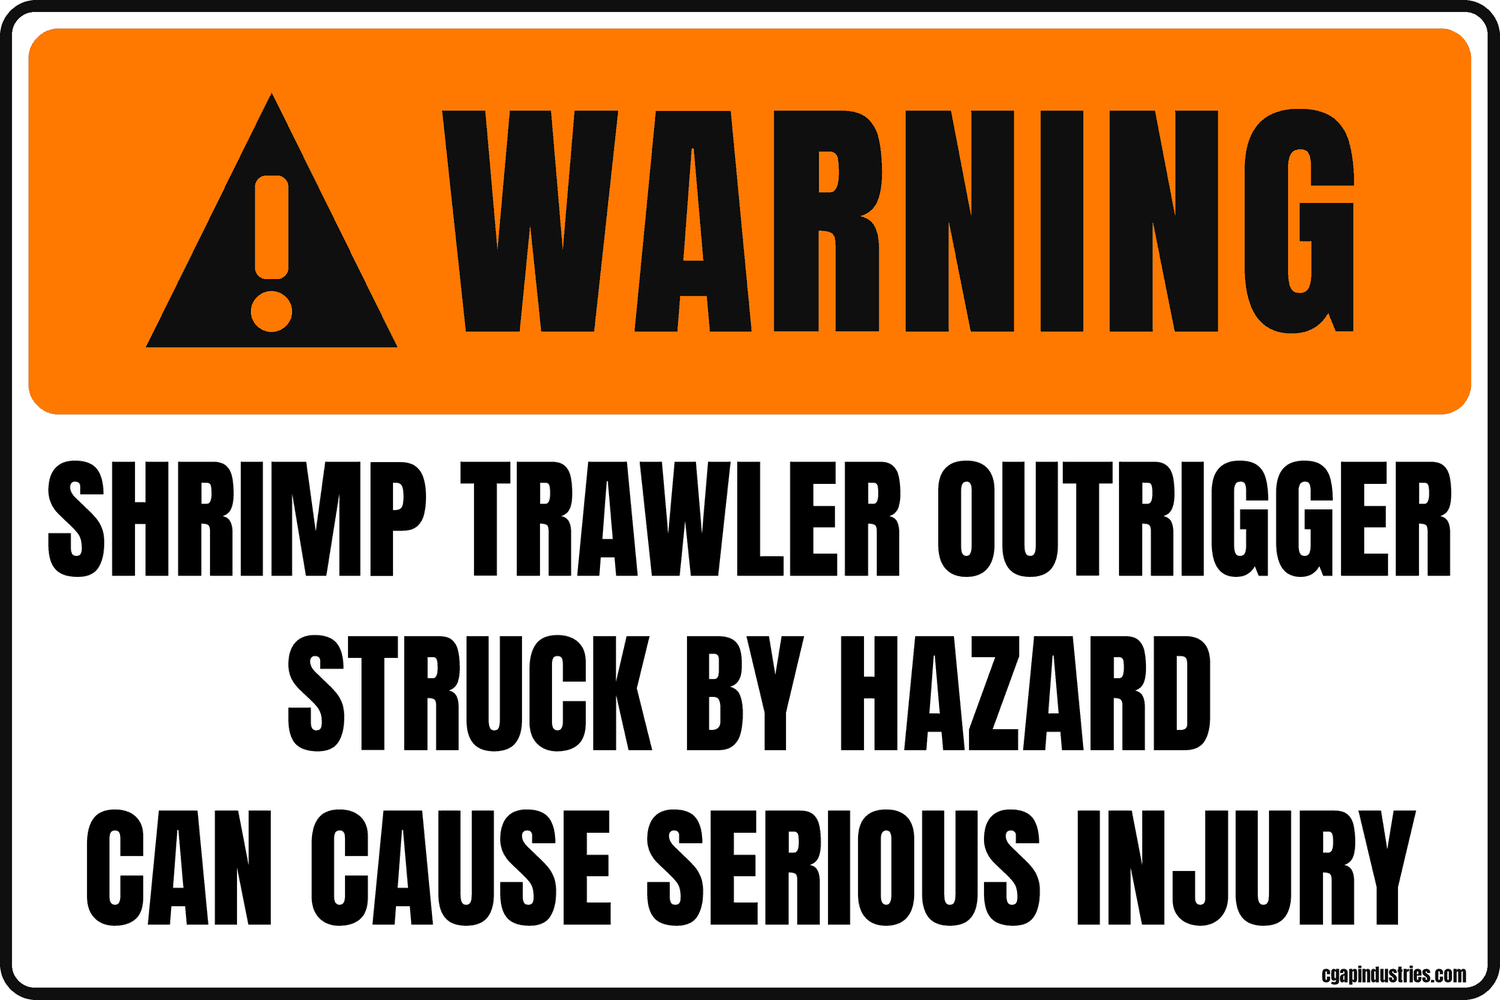 WARNING
SHRIMP TRAWLER OUTRIGGER
STRUCK BY HAZARD
CAN CAUSE SERIOUS INJURY
cgapindustries.com